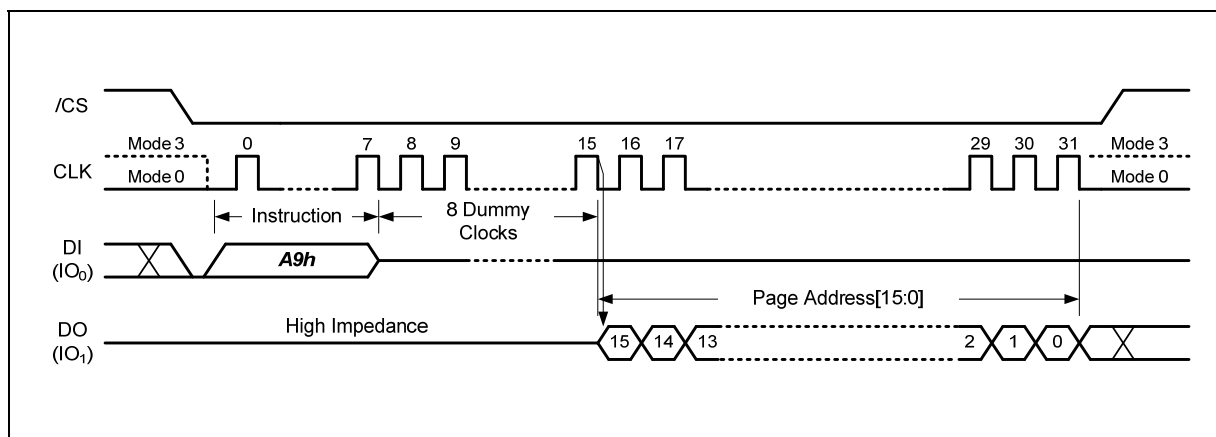 /CS
Mode 3 0 7 8 9 15 16 17 29 30 31 Mode 3
CLK
Mode 0 Mode 0
Instruction 8 Dummy Clocks
DI
(IO₀)
A9h
Page Address[15:0]
High Impedance
DO
(IO₁)
15 14 13 2 1 0